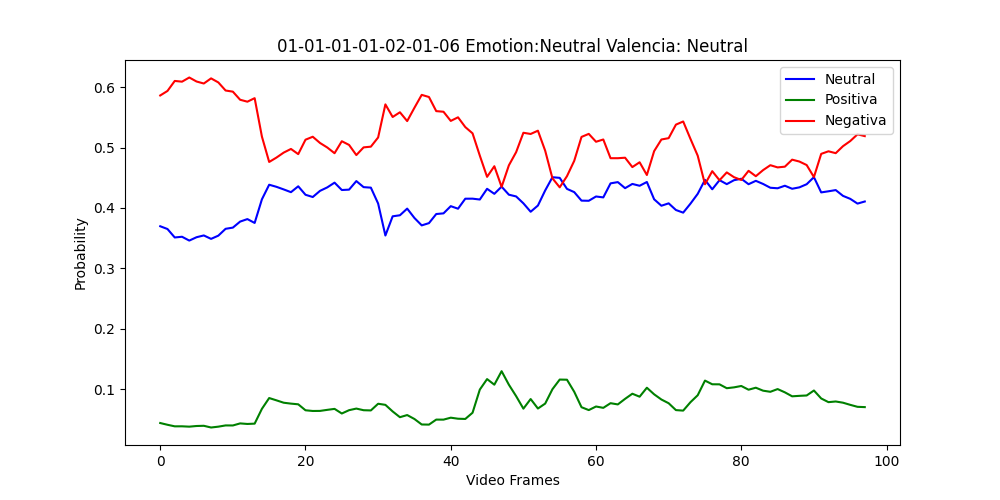 01-01-01-01-02-01-06 Emotion:Neutral Valencia: Neutral
Neutral
Positiva
Negativa
0.6
0.5
0.4
0.3
0.2
0.1
Probability
0 20 40 60 80 100
Video Frames